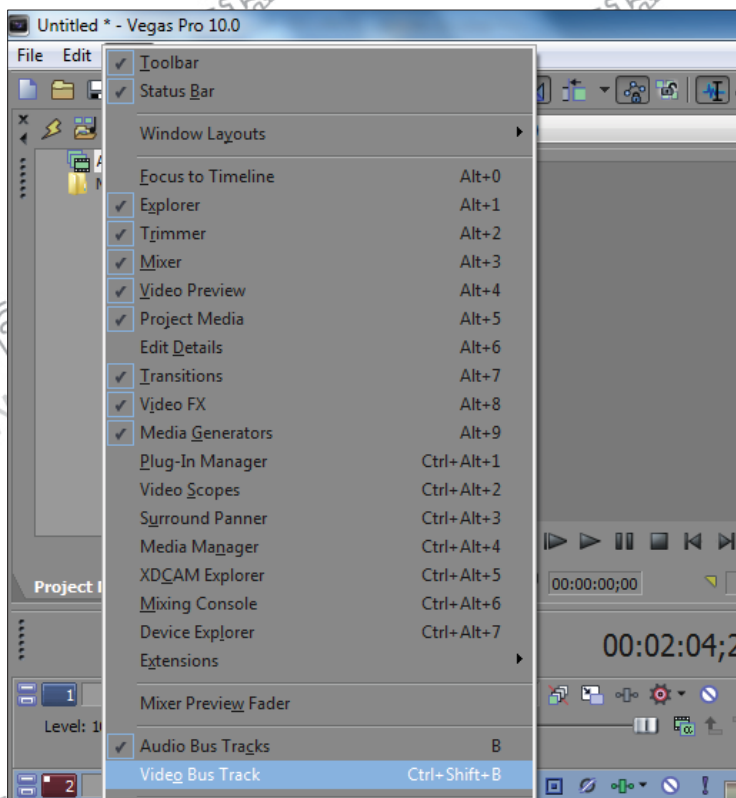 Untitled * - Vegas Pro 10.0
File Edit
Toolbar
Status Bar
Window Layouts
Focus to Timeline Alt+0
Explorer Alt+1
Trimmer Alt+2
Mixer Alt+3
Video Preview Alt+4
Project Media Alt+5
Edit Details Alt+6
Transitions Alt+7
Video FX Alt+8
Media Generators Alt+9
Plug-In Manager Ctrl+Alt+1
Video Scopes Ctrl+Alt+2
Surround Panner Ctrl+Alt+3
Media Manager Ctrl+Alt+4
XDCAM Explorer Ctrl+Alt+5
Project
00:00:00;00
Mixing Console Ctrl+Alt+6
Device Explorer Ctrl+Alt+7
00:02:04;2
Extensions
1
Mixer Preview Fader
Level: 1
Audio Bus Tracks B
Video Bus Track Ctrl+Shift+B
2